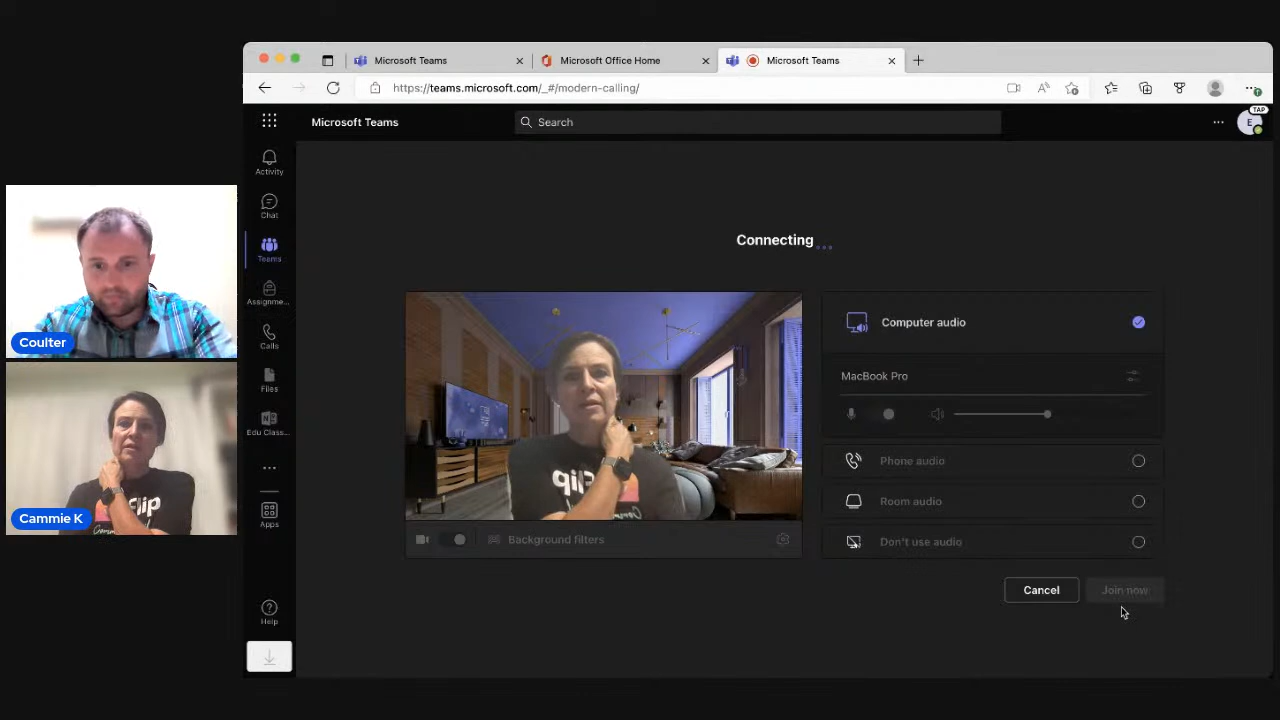 Microsoft Teams
Microsoft Office Home
Microsoft Teams
https://teams.microsoft.com/_#/modern-calling/
Microsoft Teams
Search
TAP
E
Activity
Chat
Teams
Assignme...
Calls
Files
Edu Class...
Apps
Help
Connecting...
Computer audio
MacBook Pro
Phone audio
Room audio
Don't use audio
Background filters
Cancel
Join now
Coulter
flip
Cammie K